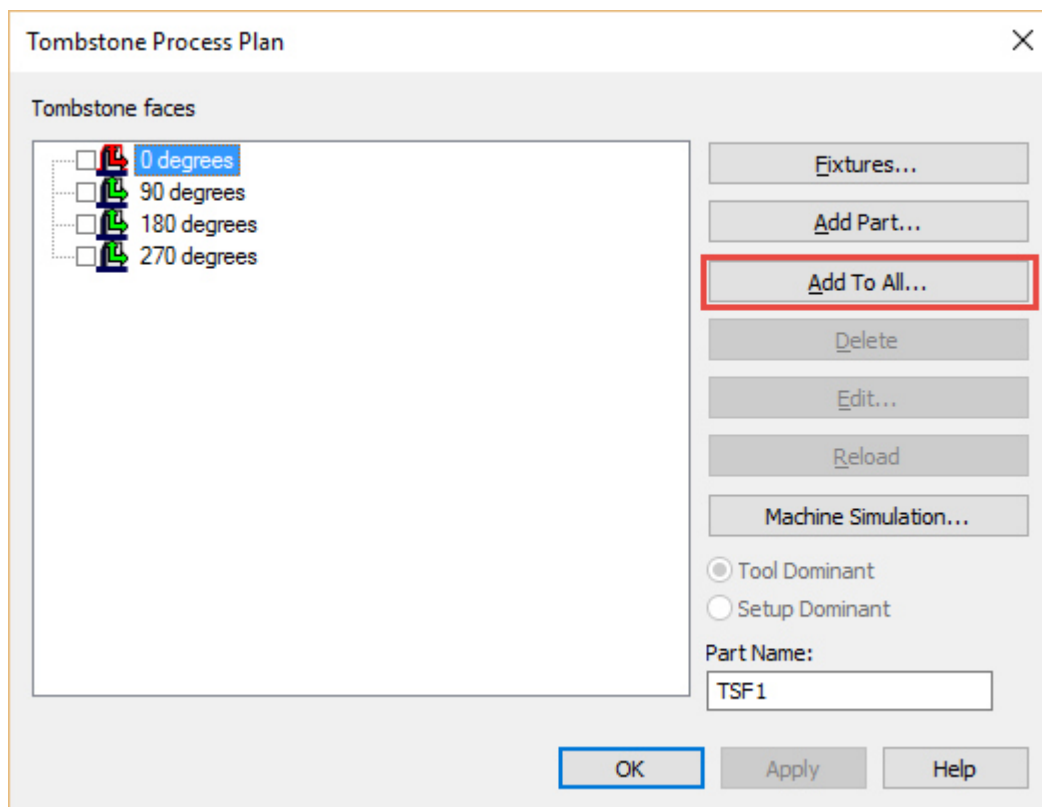 Tombstone Process Plan
Tombstone faces
0 degrees
90 degrees
180 degrees
270 degrees
Fixtures...
Add Part...
Add To All...
Delete
Edit...
Reload
Machine Simulation...
Tool Dominant
Setup Dominant
Part Name:
TSF1
OK
Apply
Help